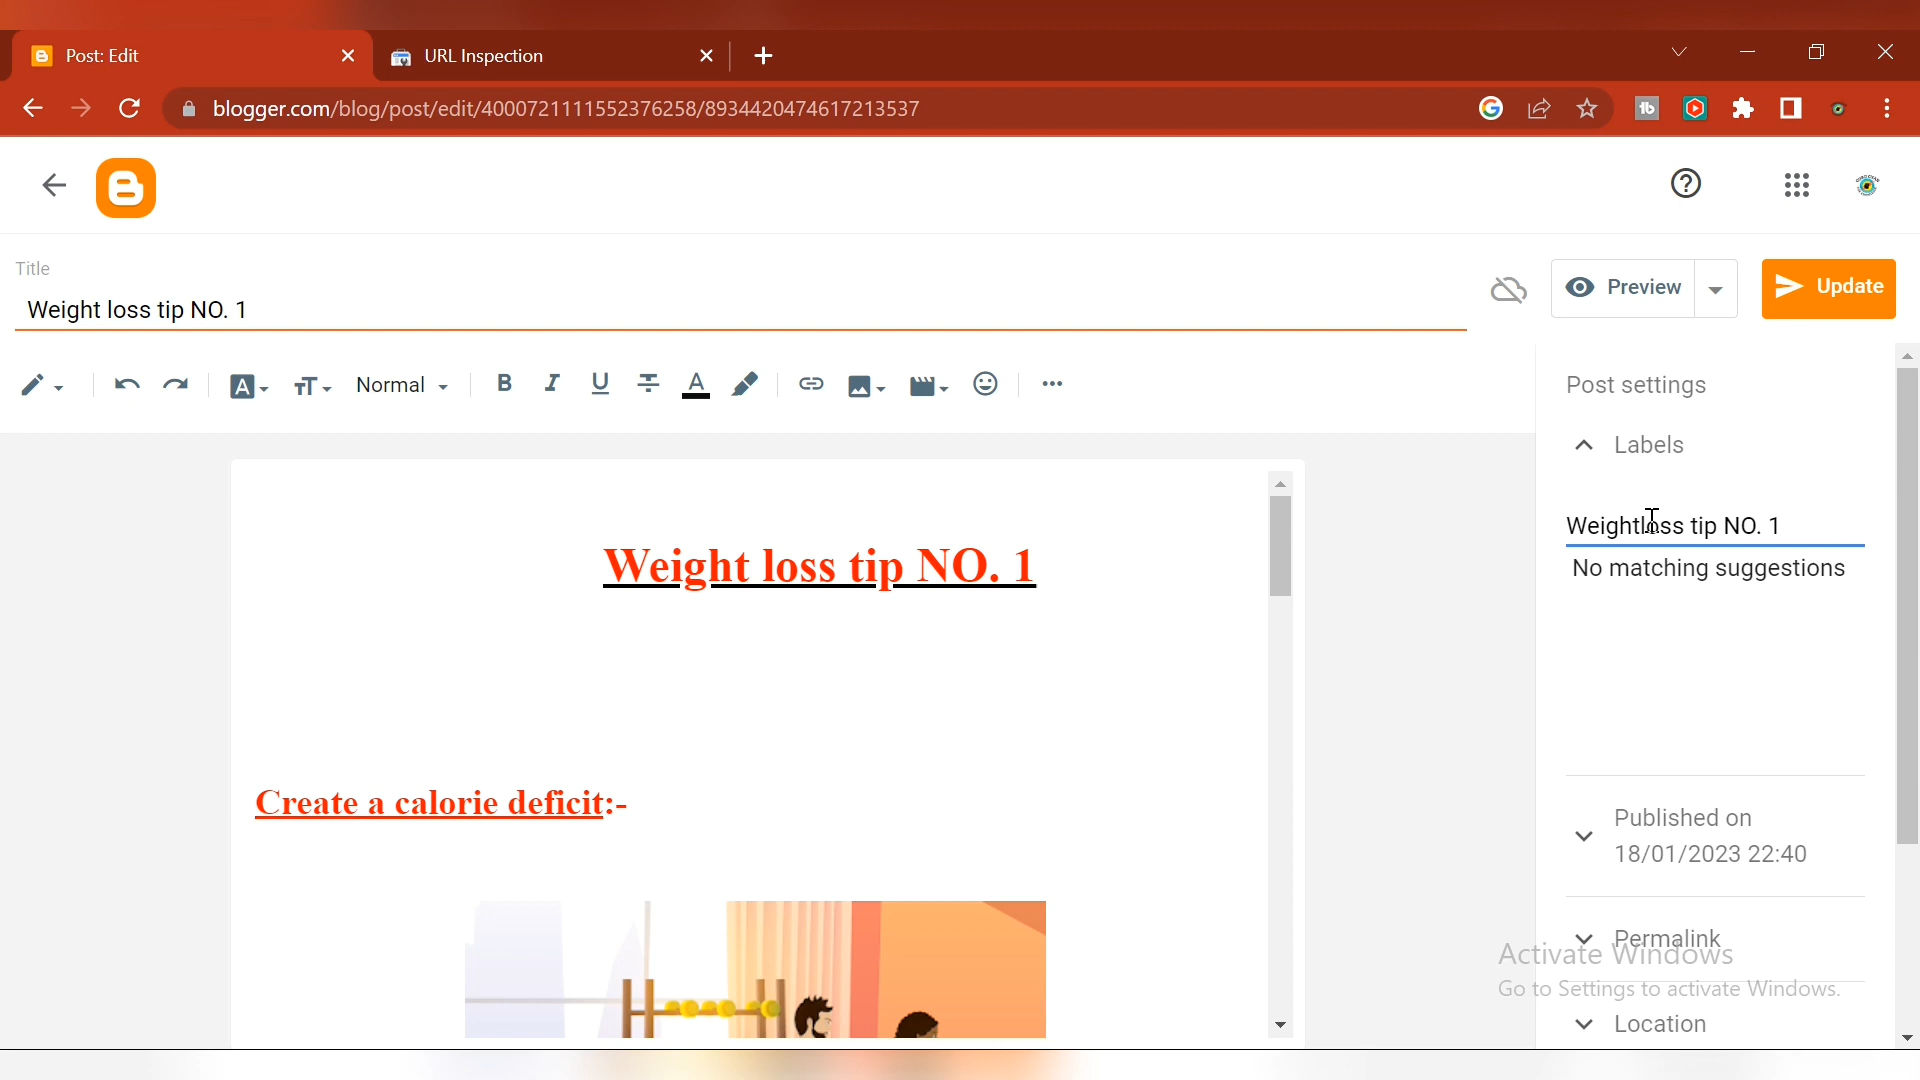 Post: Edit
URL Inspection
blogger.com/blog/post/edit/4000721111552376258/8934420474617213537
Title
Weight loss tip NO. 1
Preview
Update
Normal
Post settings
Labels
Weightloss tip NO. 1
No matching suggestions
Weight loss tip NO. 1
Create a calorie deficit:-
Published on
18/01/2023 22:40
Permalink
Activate Windows
Go to Settings to activate Windows.
Location